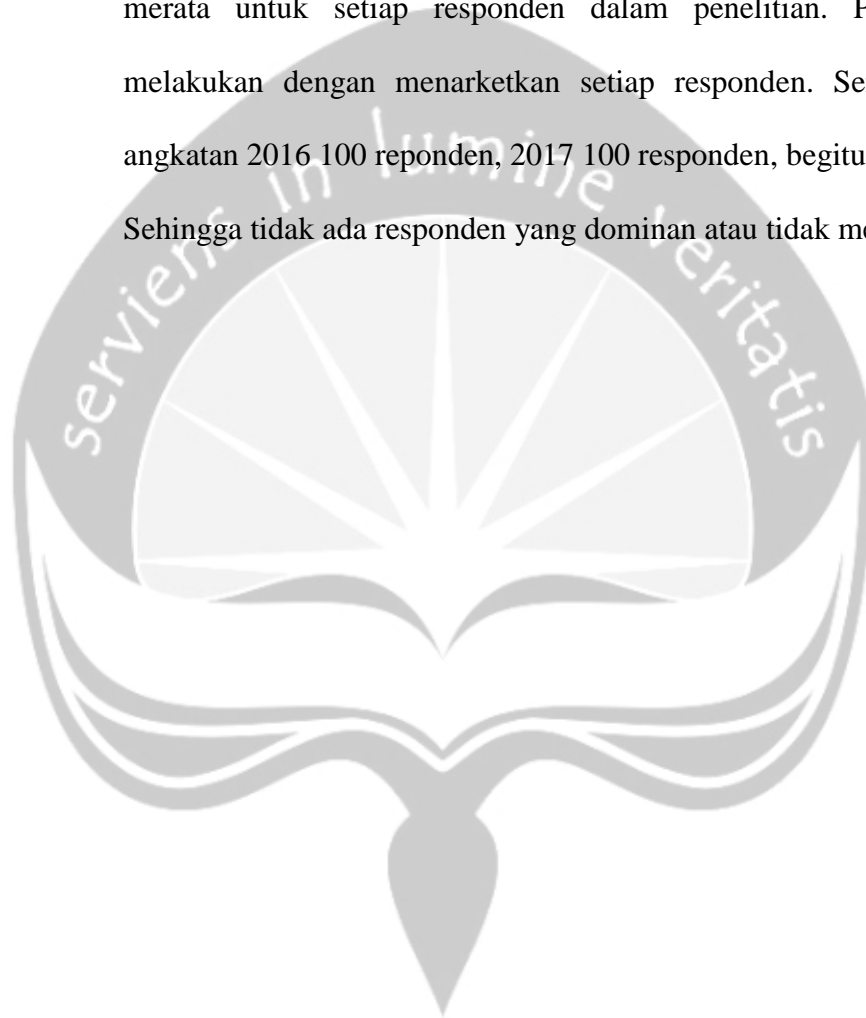 merata untuk setiap responden dalam penelitian.
melakukan dengan menarketkan setiap responden.
angkatan 2016 100 reponden, 2017 100 responden, begitu
Sehingga tidak ada responden yang dominan atau tidak
serviens in lumine veritatis